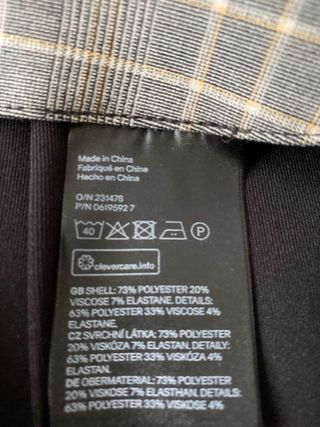 Made in China
Fabriqué en Chine
Hecho en China
O/N 231478
P/N 0619592 7
40 P
clevercare.info
GB SHELL: 73% POLYESTER 20%
VISCOSE 7% ELASTANE. DETAILS:
63% POLYESTER 33% VISCOSE 4%
ELASTANE.
CZ SVRCHNÍ LÁTKA: 73% POLYESTER
20% VISKÓZA 7% ELASTAN. DETAILY:
63% POLYESTER 33% VISKÓZA 4%
ELASTAN.
DE OBERMATERIAL: 73% POLYESTER
20% VISKOSE 7% ELASTHAN. DETAILS:
63% POLYESTER 33% VISKOSE 4%